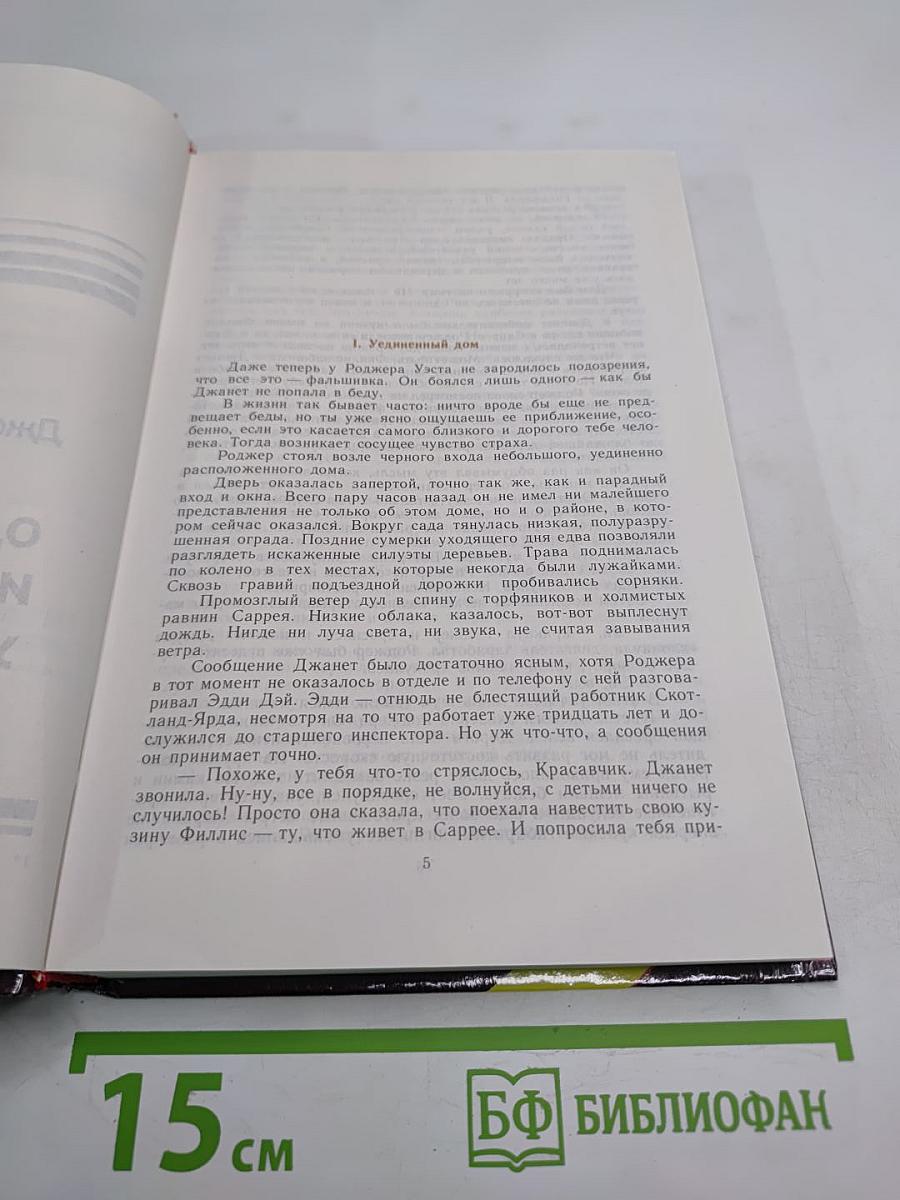 I. Уединенный дом
Даже теперь у Роджера Уэста не зародилось подозрения,
что все это — фальшивка. Он боялся лишь одного — как бы
Джанет не попала в беду.
В жизни так бывает часто: ничто вроде бы еще не пред-
вещает беды, но ты уже ясно ощущаешь ее приближение, осо-
бенно, если это касается самого близкого и дорогого тебе чело-
века. Тогда возникает сосущее чувство страха.
Роджер стоял возле черного входа небольшого, уединенно
расположенного дома.
Дверь оказалась запертой, точно так же, как и парадный
вход и окна. Всего пару часов назад он не имел ни малейшего
представления не только об этом доме, но и о районе, в кото-
ром сейчас оказался. Вокруг сада тянулась низкая, полуразру-
шенная ограда. Поздние сумерки уходящего дня едва позволяли
разглядеть искаженные силуэты деревьев. Трава поднималась
по колено в тех местах, которые некогда были лужайками.
Сквозь гравий подъездной дорожки пробивались сорняки.
Промозглый ветер дул в спину с торфяников и холмистых
равнин Саррея. Низкие облака, казалось, вот-вот выплеснут
дождь. Нигде ни луча света, ни звука, не считая завывания
ветра.
Сообщение Джанет было достаточно ясным, хотя Роджера
в тот момент не оказалось в отделе и по телефону с ней разгова-
ривал Эдди Дэй. Эдди — отнюдь не блестящий работник Скот-
ланд-Ярда, несмотря на то что работает уже тридцать лет и до-
служился до старшего инспектора. Но уж что-что, а сообщения
он принимает точно.
— Похоже, у тебя что-то стряслось, Красавчик. Джанет
звонила. Ну-ну, все в порядке, не волнуйся, с детьми ничего не
случилось! Просто она сказала, что поехала навестить свою ку-
зину Филлис — ту, что живет в Саррее. И попросила тебя при-
5
15 см
БФ БИБЛИОФАН